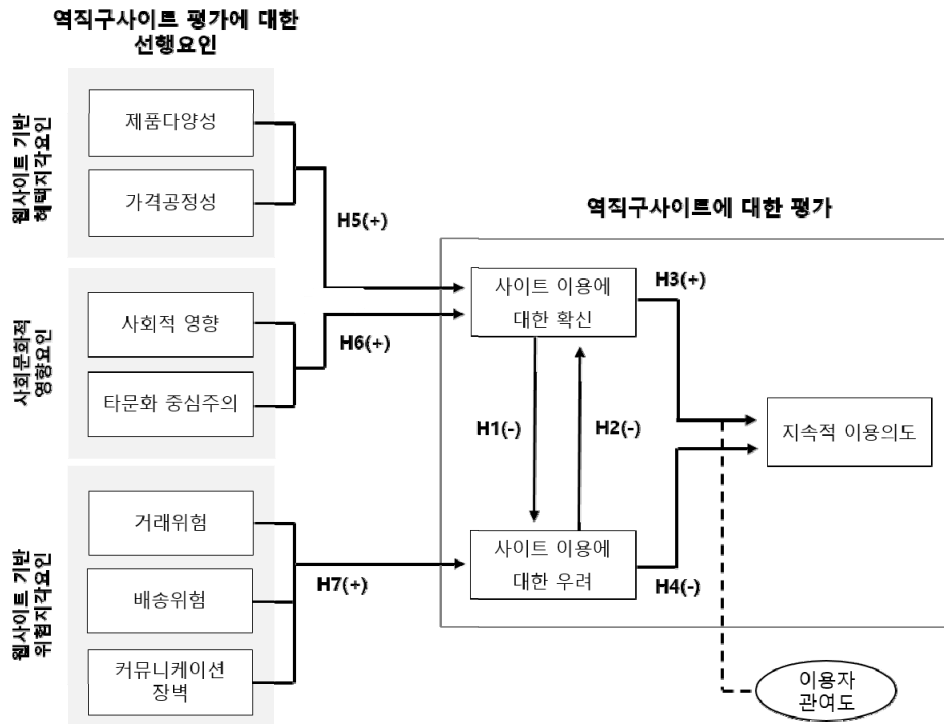 역직구사이트 평가에 대한
선행요인
웹사이트 기반
혜택지각요인
제품다양성
가격공정성
H5(+)
사회문화적
영향요인
사회적 영향
타문화 중심주의
H6(+)
웹사이트 기반
위험지각요인
거래위험
배송위험
커뮤니케이션
장벽
H7(+)
역직구사이트에 대한 평가
사이트 이용에
대한 확신
H3(+)
H1(-)
H2(-)
지속적 이용의도
사이트 이용에
대한 우려
H4(-)
이용자
관여도